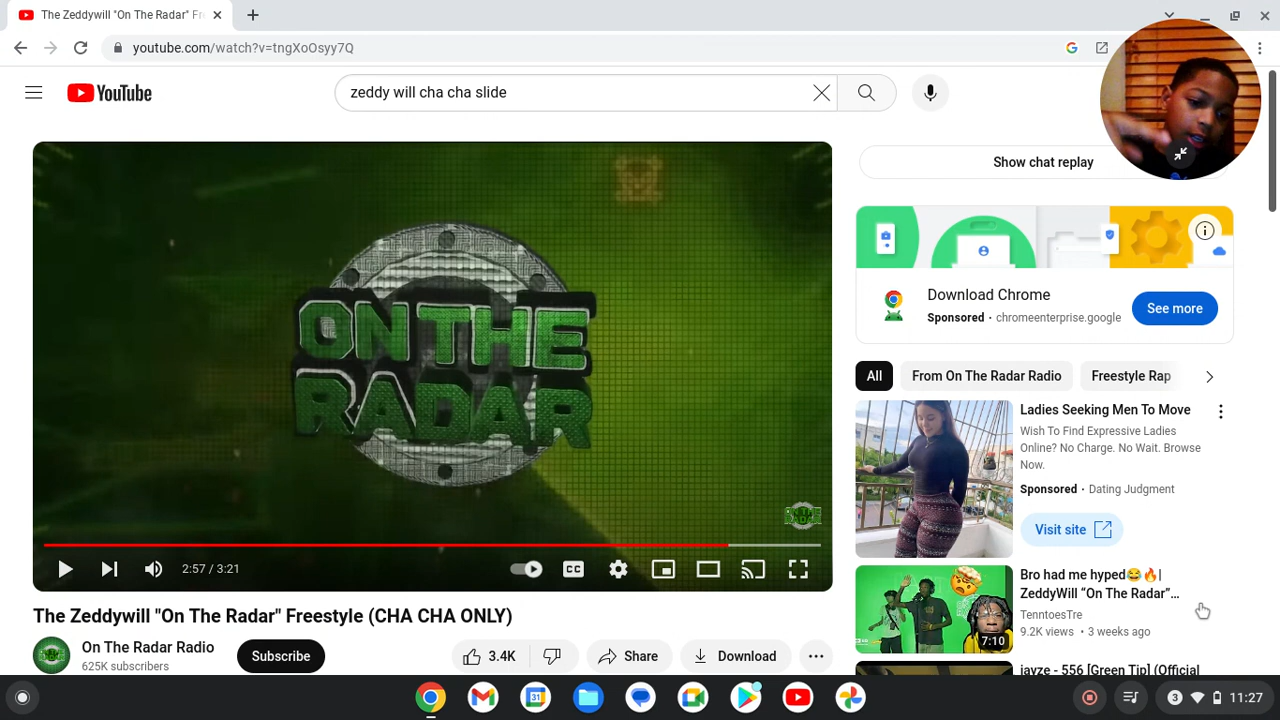 The Zeddywill "On The Radar" Fr
youtube.com/watch?v=tngXoOsyy7Q
YouTube
zeddy will cha cha slide
Show chat replay
ON THE
RADAR
ON THE
RADAR
2:57 / 3:21
Download Chrome
Sponsored • chromeenterprise.google
See more
All
From On The Radar Radio
Freestyle Rap
Ladies Seeking Men To Move
Wish To Find Expressive Ladies
Online? No Charge. No Wait. Browse
Now.
Sponsored • Dating Judgment
Visit site
Bro had me hyped😂🔥|
ZeddyWill “On The Radar”…
TenntoesTre
9.2K views • 3 weeks ago
7:10
jayze - 556 [Green Tip] (Official
The Zeddywill "On The Radar" Freestyle (CHA CHA ONLY)
On The Radar Radio
625K subscribers
Subscribe
3.4K
Share
Download
31
3
11:27